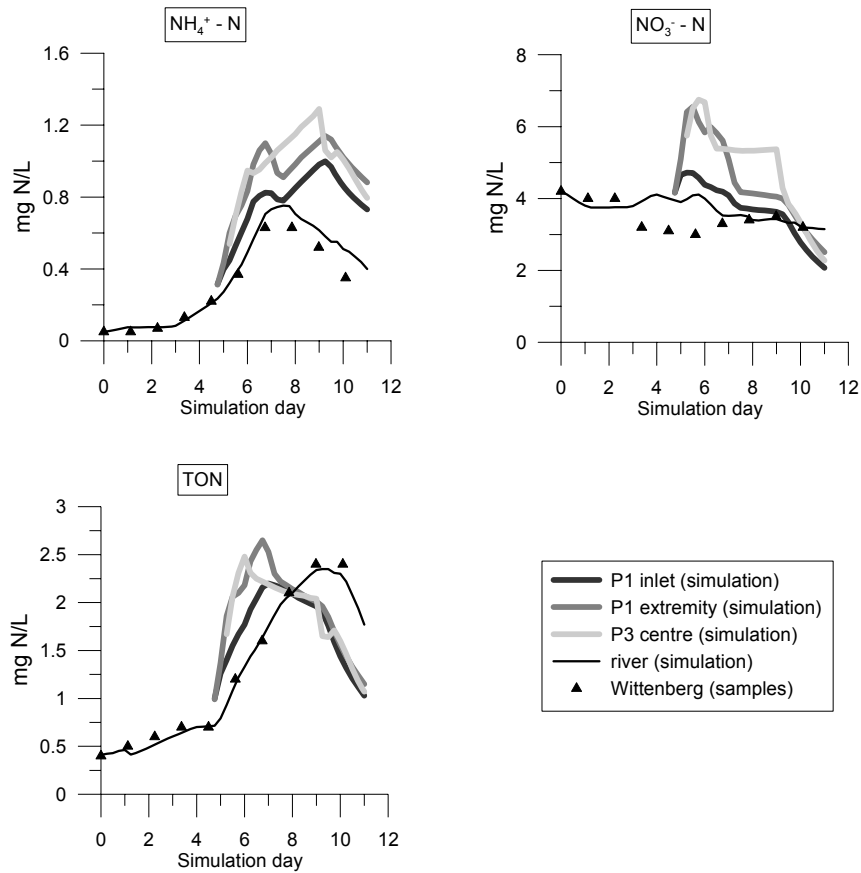 NH₄⁺ - N
NO₃⁻ - N
1.6
1.2
0.8
0.4
0
mg N/L
0 2 4 6 8 10 12
Simulation day
8
6
4
2
0
mg N/L
0 2 4 6 8 10 12
Simulation day
TON
3
2.5
2
1.5
1
0.5
0
mg N/L
0 2 4 6 8 10 12
Simulation day
P1 inlet (simulation)
P1 extremity (simulation)
P3 centre (simulation)
river (simulation)
Wittenberg (samples)